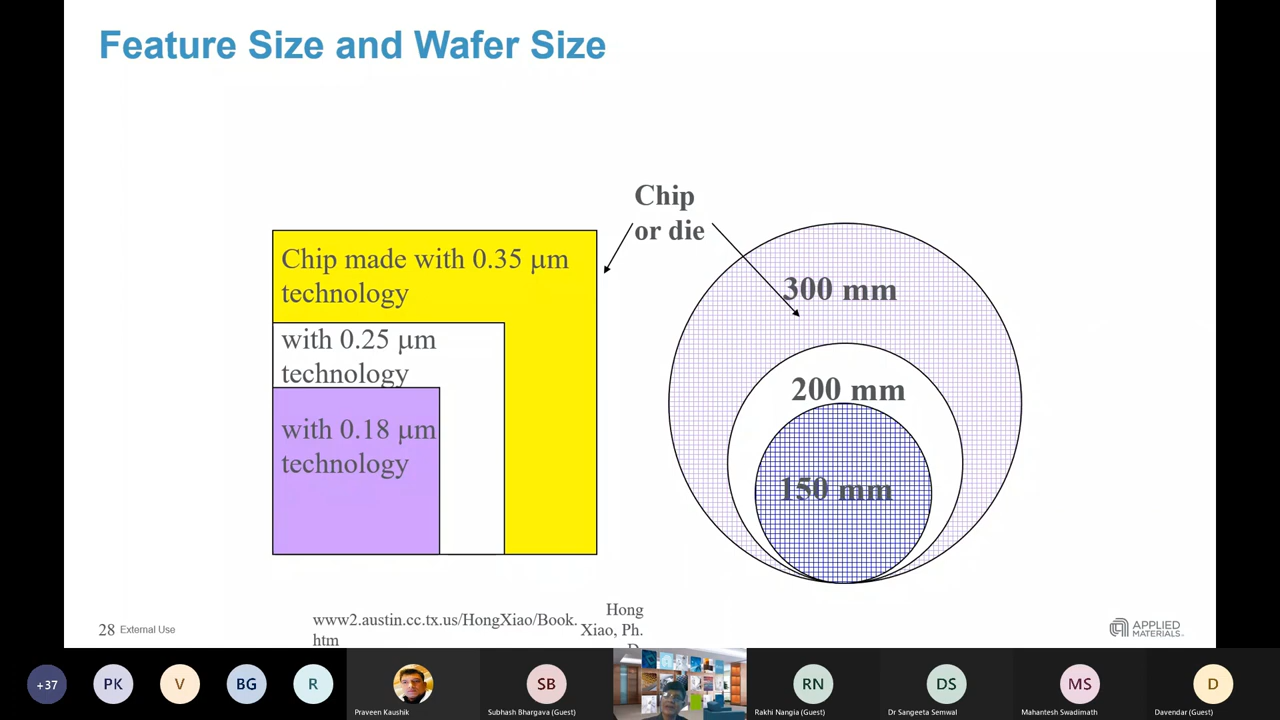 Feature Size and Wafer Size
Chip
or die
Chip made with 0.35 μm
technology
with 0.25 μm
technology
with 0.18 μm
technology
300 mm
200 mm
150 mm
www2.austin.cc.tx.us/HongXiao/Book.
htm
Hong
Xiao, Ph.
D.
28 External Use
APPLIED
MATERIALS
+37
PK
V
BG
R
Praveen Kaushik
SB
Subhash Bhargava (Guest)
RN
Rakhi Nangia (Guest)
DS
Dr Sangeeta Semwal
MS
Mahantesh Swadimath
D
Davendar (Guest)